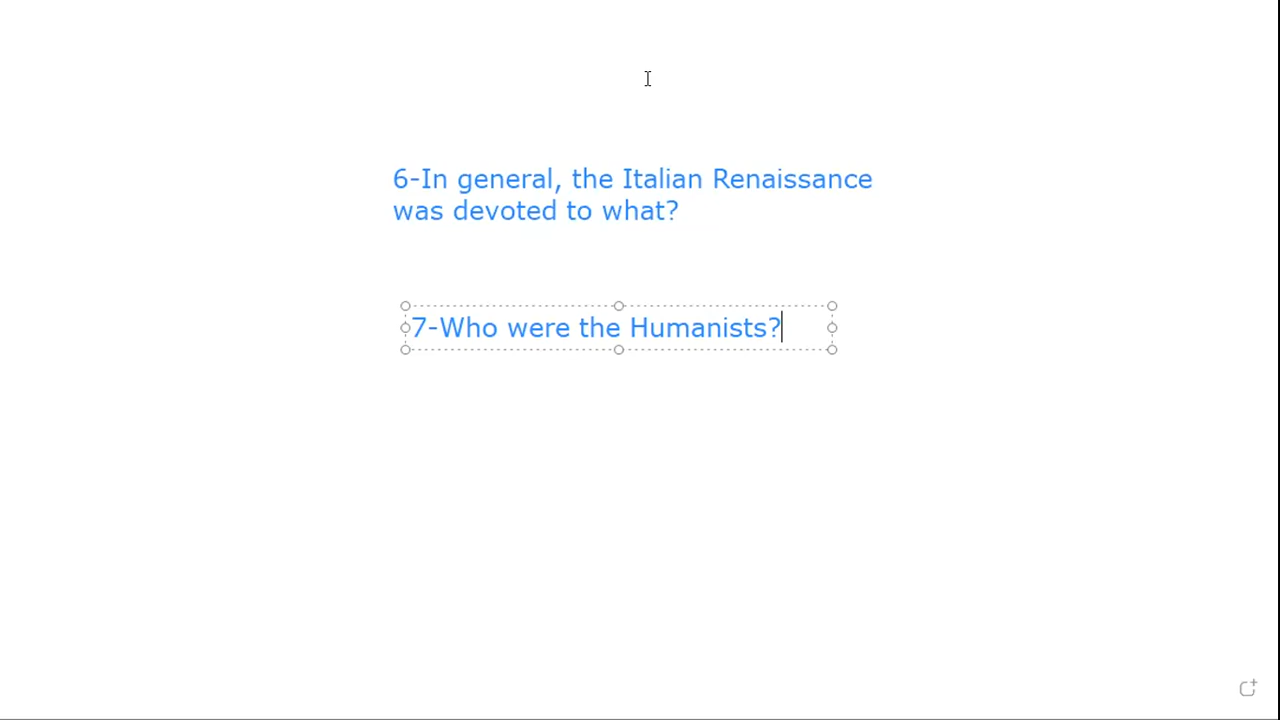 6-In general, the Italian Renaissance
was devoted to what?
7-Who were the Humanists?